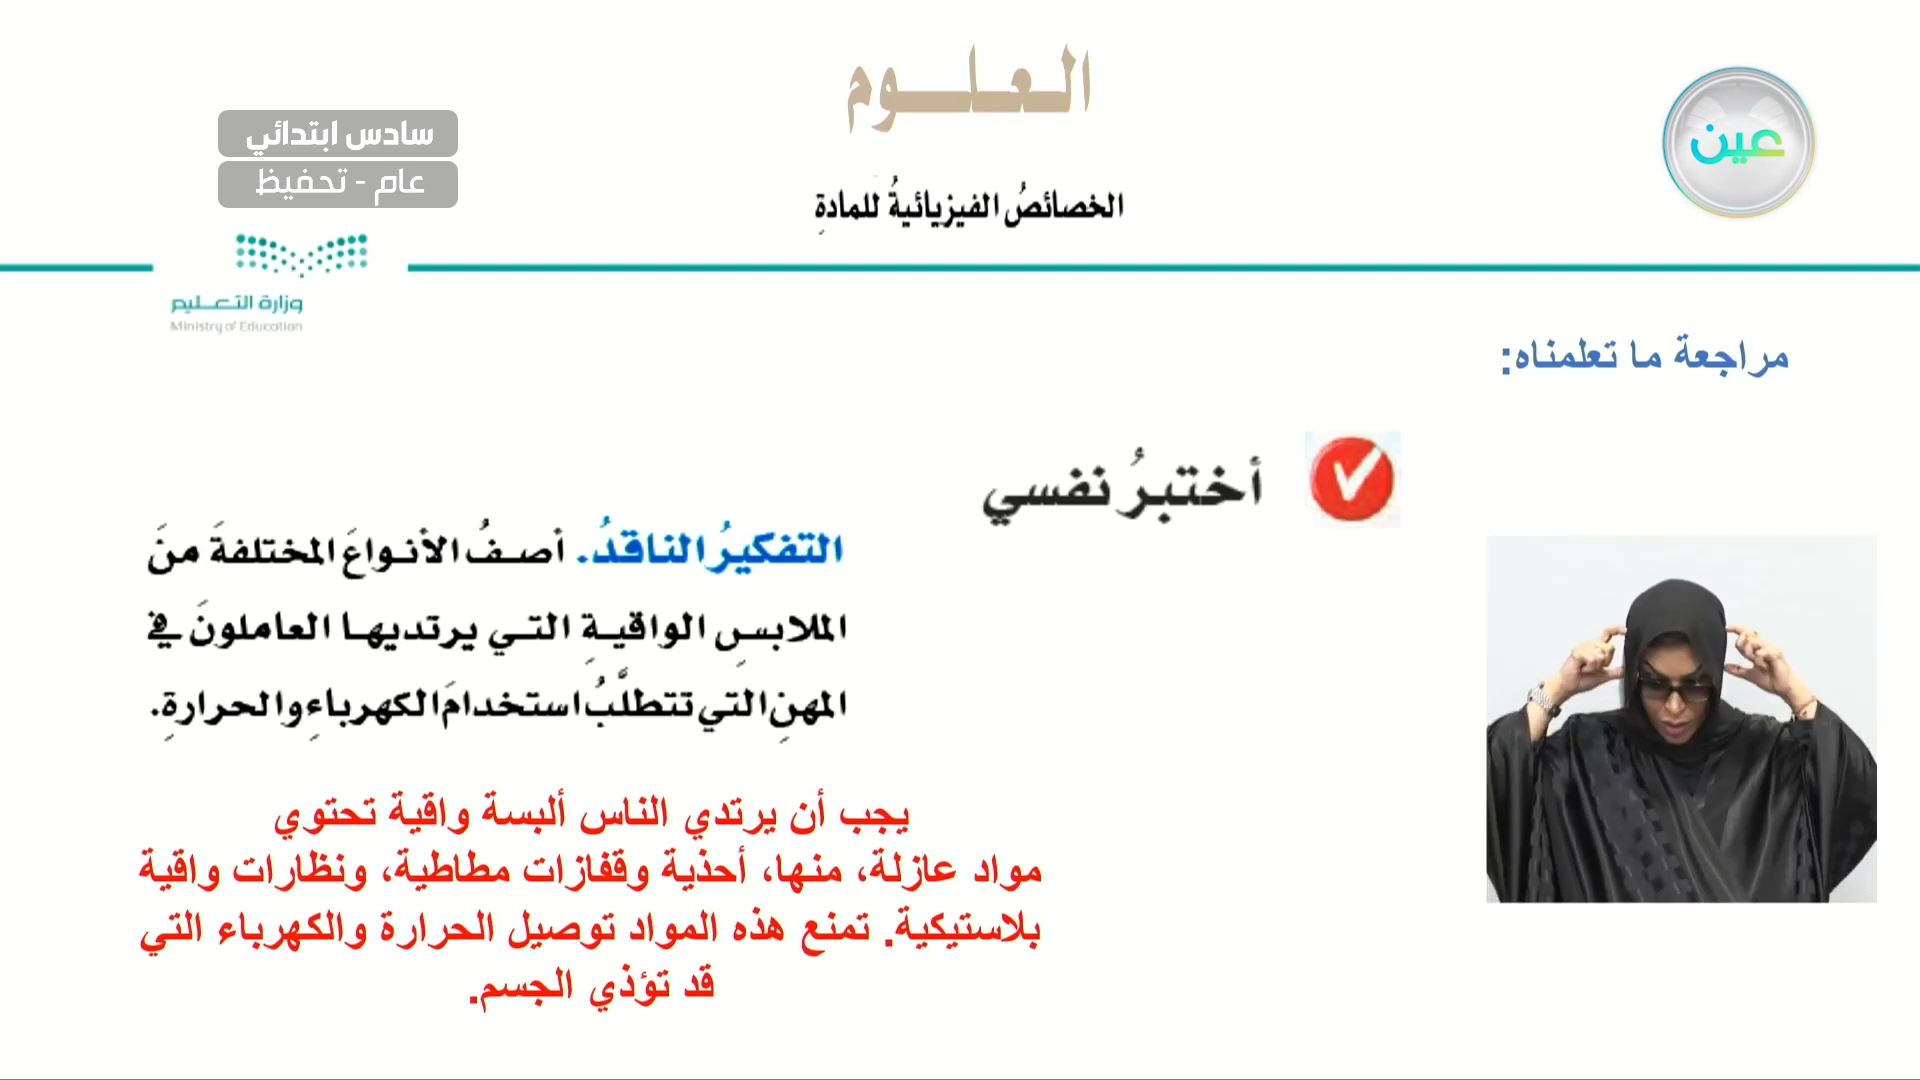 العلوم
عين
سادس ابتدائي
عام - تحفيظ
الخصائصُ الفيزيائيةُ للمادةِ
وزارة التعليم
Ministry of Education
مراجعة ما تعلمناه:
أختبرُ نفسي
التفكيرُ الناقدُ. أصفُ الأنواعَ المختلفةَ منَ
الملابسِ الواقيةِ التي يرتديها العاملونَ في
المهنِ التي تتطلَّبُ استخدامَ الكهرباءِ والحرارةِ.
يجب أن يرتدي الناس ألبسة واقية تحتوي
مواد عازلة، منها، أحذية وقفازات مطاطية، ونظارات واقية
بلاستيكية. تمنع هذه المواد توصيل الحرارة والكهرباء التي
قد تؤذي الجسم.